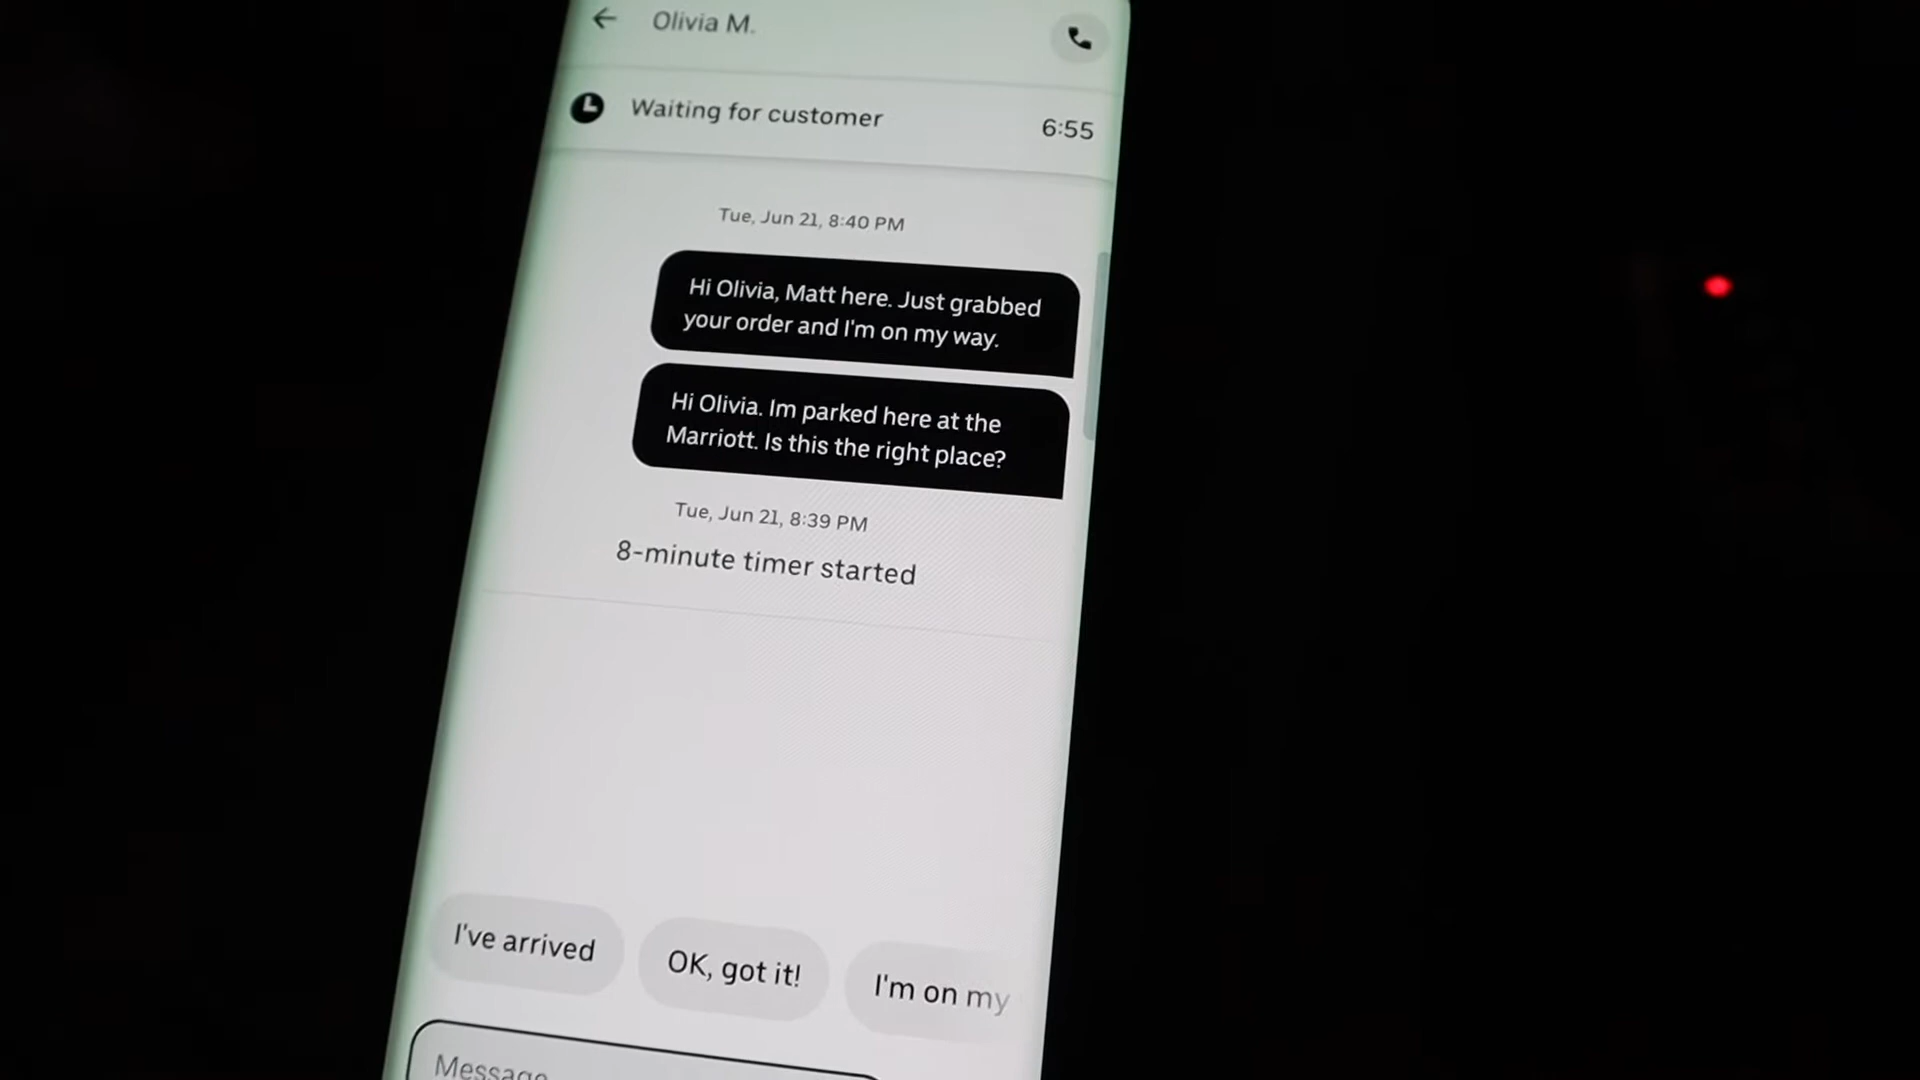 Olivia M.
Waiting for customer
6:55
Tue, Jun 21, 8:40 PM
Hi Olivia, Matt here. Just grabbed
your order and I'm on my way.
Hi Olivia. Im parked here at the
Marriott. Is this the right place?
Tue, Jun 21, 8:39 PM
8-minute timer started
I've arrived
OK, got it!
I'm on my
Message